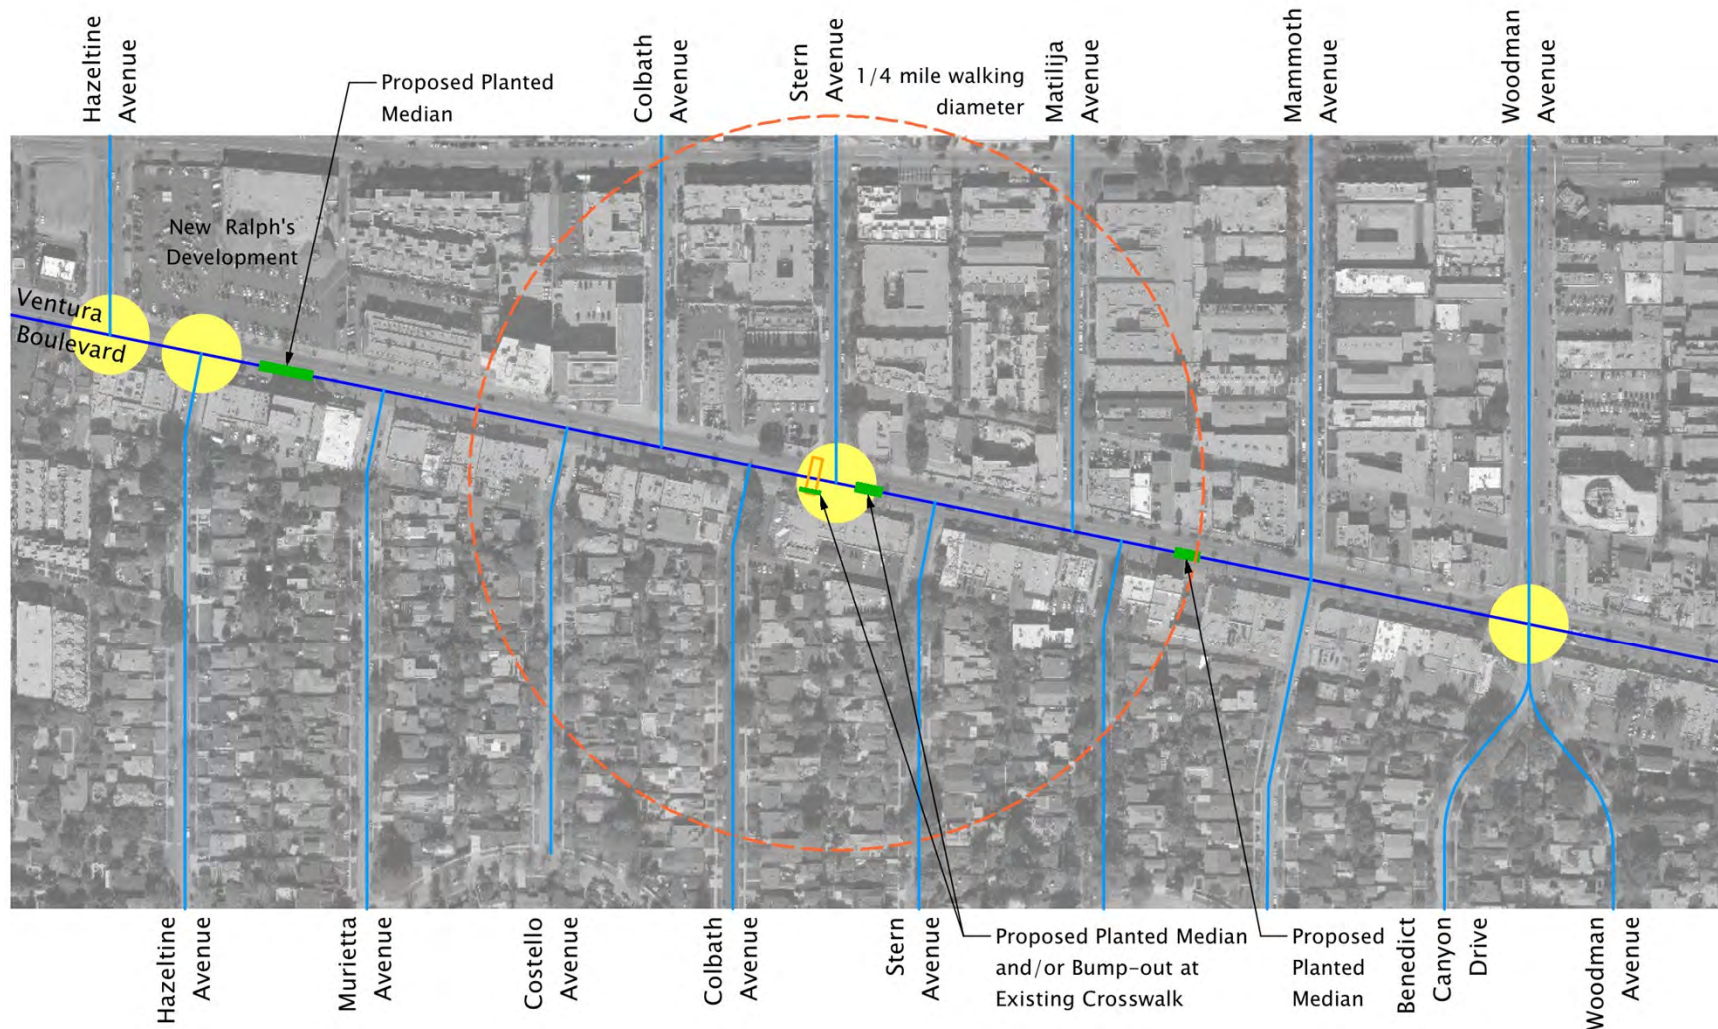 Hazeltine
Avenue
Proposed Planted
Median
Colbath
Avenue
Stern
Avenue
1/4 mile walking
diameter
Matilija
Avenue
Mammoth
Avenue
Woodman
Avenue
New Ralph's
Development
Ventura
Boulevard
Hazeltine
Avenue
Murietta
Avenue
Costello
Avenue
Colbath
Avenue
Stern
Avenue
Proposed Planted Median
and/or Bump-out at
Existing Crosswalk
Proposed
Planted
Median
Benedict
Canyon
Drive
Woodman
Avenue